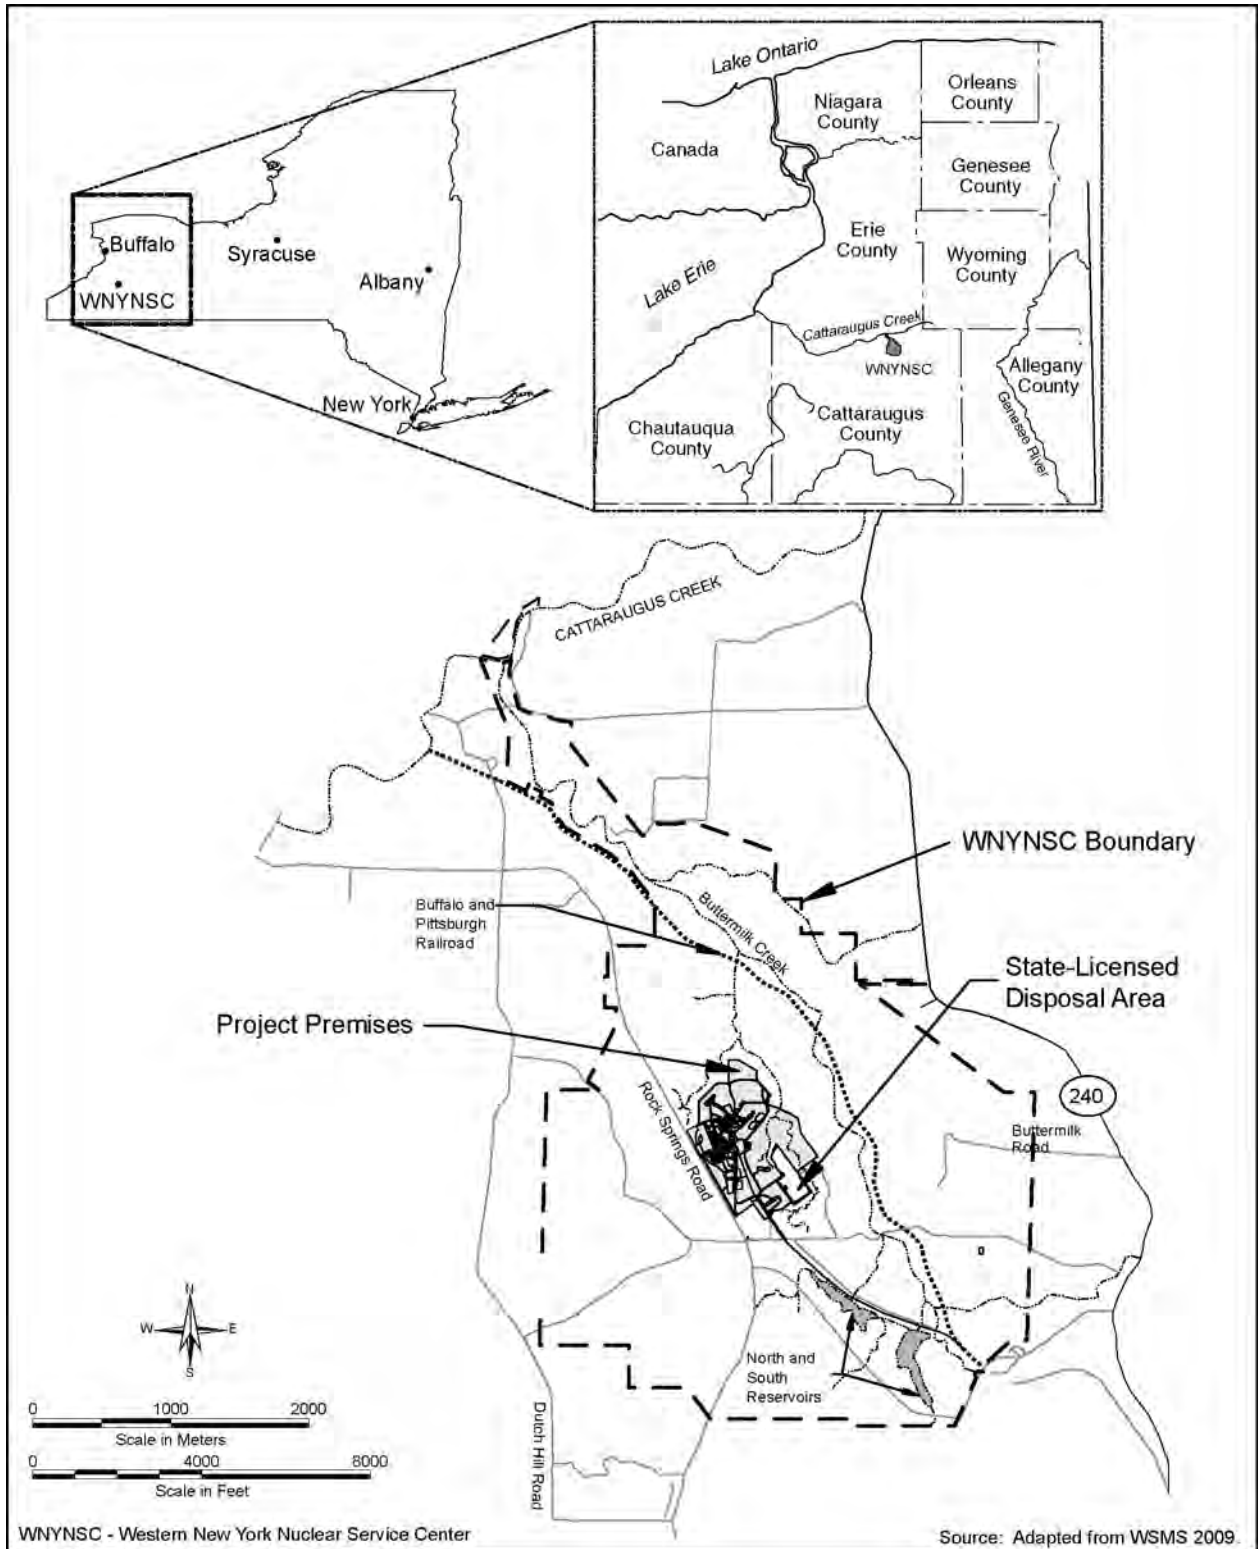 Lake Ontario
Orleans
County
Niagara
County
Canada
Genesee
County
Buffalo
Syracuse
Albany
WNYNSC
New York
Erie
County
Wyoming
County
Lake Erie
Cattaraugus Creek
WNYNSC
Allegany
County
Chautauqua
County
Cattaraugus
County
Genesee River
CATTARAUGUS CREEK
WNYNSC Boundary
Buffalo and
Pittsburgh
Railroad
Buttermilk Creek
State-Licensed
Disposal Area
Project Premises
240
Rock Springs Road
Buttermilk
Road
N
W
E
S
North and
South
Reservoirs
Dutch Hill Road
0 1000 2000
Scale in Meters
0 4000 8000
Scale in Feet
WNYNSC - Western New York Nuclear Service Center
Source: Adapted from WSMS 2009